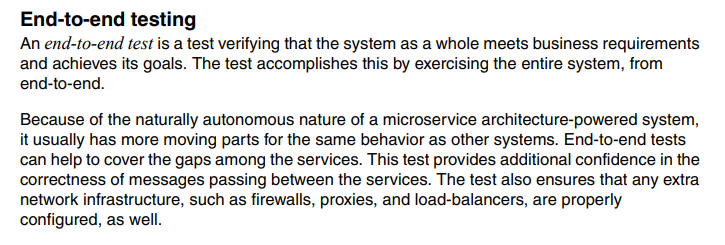 End-to-end testing
An end-to-end test is a test verifying that the system as a whole meets business requirements
and achieves its goals. The test accomplishes this by exercising the entire system, from
end-to-end.
Because of the naturally autonomous nature of a microservice architecture-powered system,
it usually has more moving parts for the same behavior as other systems. End-to-end tests
can help to cover the gaps among the services. This test provides additional confidence in the
correctness of messages passing between the services. The test also ensures that any extra
network infrastructure, such as firewalls, proxies, and load-balancers, are properly
configured, as well.